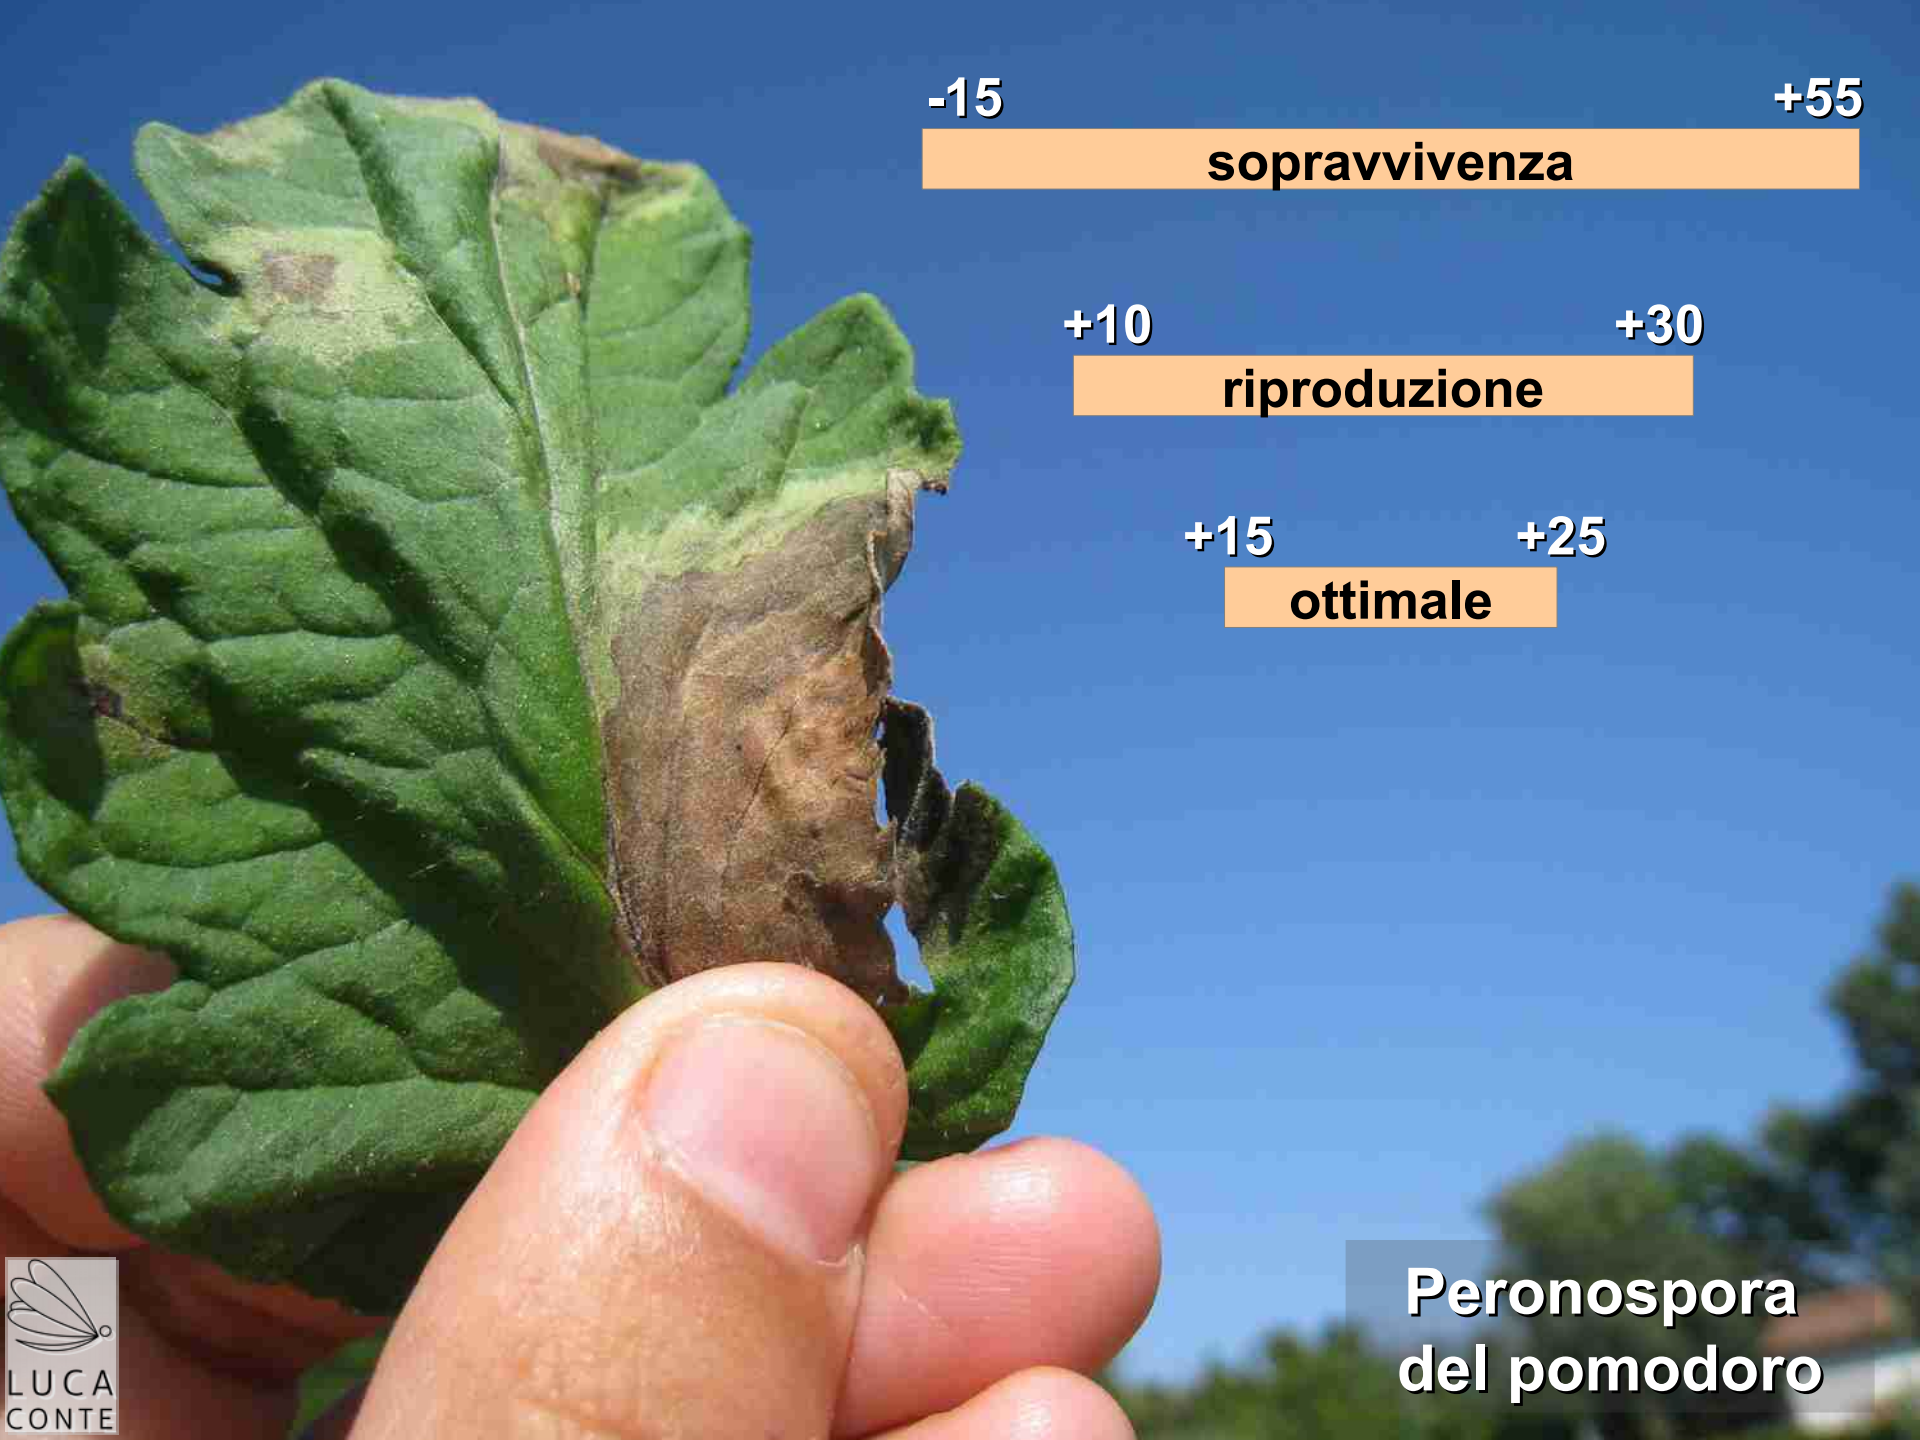 -15 +55
sopravvivenza
+10 +30
riproduzione
+15 +25
ottimale
Peronospora
del pomodoro
LUCA
CONTE